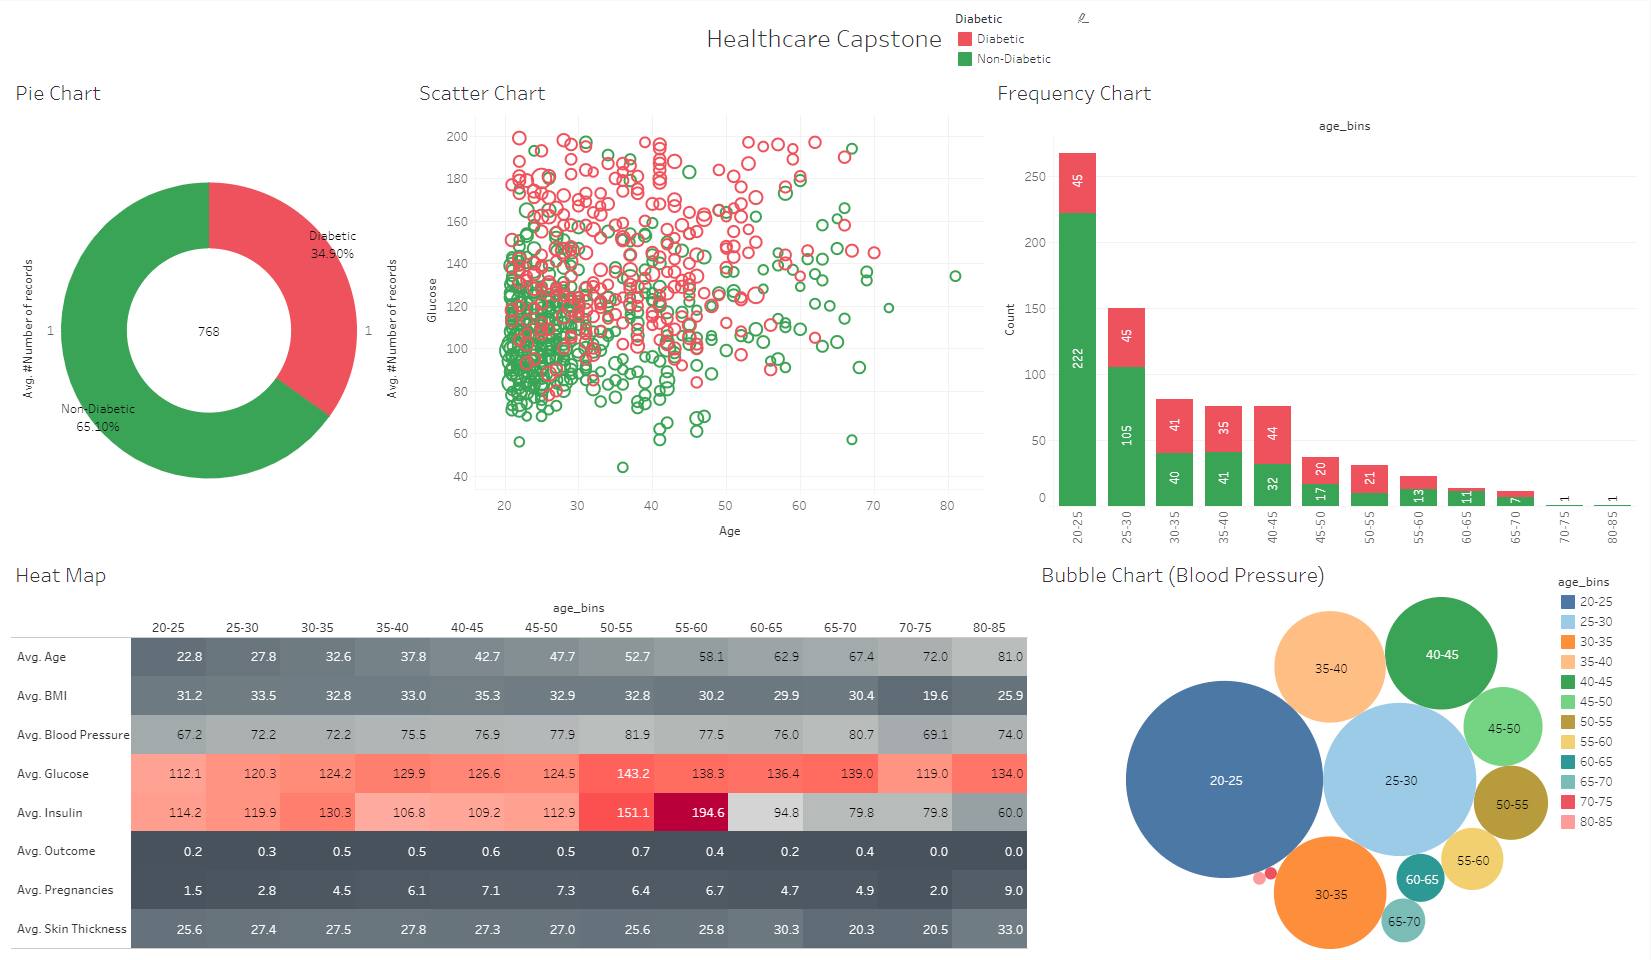 Healthcare Capstone
Diabetic
Diabetic
Non-Diabetic
Pie Chart
Avg. #Number of records
1
768
Diabetic
34.90%
Non-Diabetic
65.10%
1
Avg. #Number of records
Scatter Chart
Glucose
200
180
160
140
120
100
80
60
40
20
30
40
50
60
70
80
Age
Frequency Chart
age_bins
Count
250
200
150
100
50
0
45
222
45
105
41
40
35
41
44
32
20
17
21
13
11
7
1
1
20-25
25-30
30-35
35-40
40-45
45-50
50-55
55-60
60-65
65-70
70-75
80-85
Heat Map
age_bins
20-25 25-30 30-35 35-40 40-45 45-50 50-55 55-60 60-65 65-70 70-75 80-85
Avg. Age 22.8 27.8 32.6 37.8 42.7 47.7 52.7 58.1 62.9 67.4 72.0 81.0
Avg. BMI 31.2 33.5 32.8 33.0 35.3 32.9 32.8 30.2 29.9 30.4 19.6 25.9
Avg. Blood Pressure 67.2 72.2 72.2 75.5 76.9 77.9 81.9 77.5 76.0 80.7 69.1 74.0
Avg. Glucose 112.1 120.3 124.2 129.9 126.6 124.5 143.2 138.3 136.4 139.0 119.0 134.0
Avg. Insulin 114.2 119.9 130.3 106.8 109.2 112.9 151.1 194.6 94.8 79.8 79.8 60.0
Avg. Outcome 0.2 0.3 0.5 0.5 0.6 0.5 0.7 0.4 0.2 0.4 0.0 0.0
Avg. Pregnancies 1.5 2.8 4.5 6.1 7.1 7.3 6.4 6.7 4.7 4.9 2.0 9.0
Avg. Skin Thickness 25.6 27.4 27.5 27.8 27.3 27.0 25.6 25.8 30.3 20.3 20.5 33.0
Bubble Chart (Blood Pressure)
35-40
40-45
45-50
20-25
25-30
50-55
55-60
60-65
30-35
65-70
age_bins
20-25
25-30
30-35
35-40
40-45
45-50
50-55
55-60
60-65
65-70
70-75
80-85